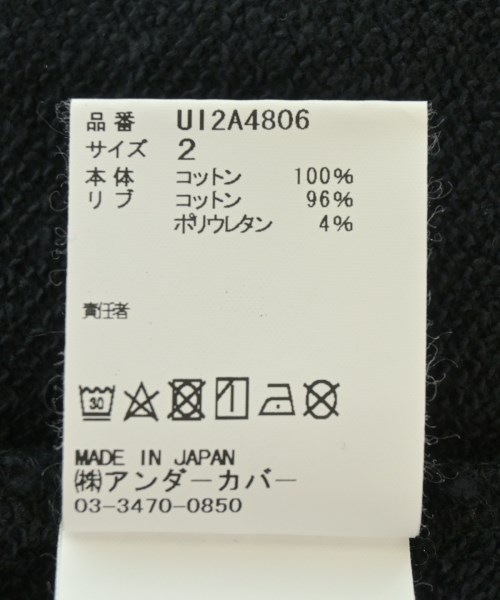 品番 UI2A4806
サイズ 2
本体 コットン 100%
リブ コットン 96%
ポリウレタン 4%
責任者
30
MADE IN JAPAN
㈱アンダーカバー
03-3470-0850